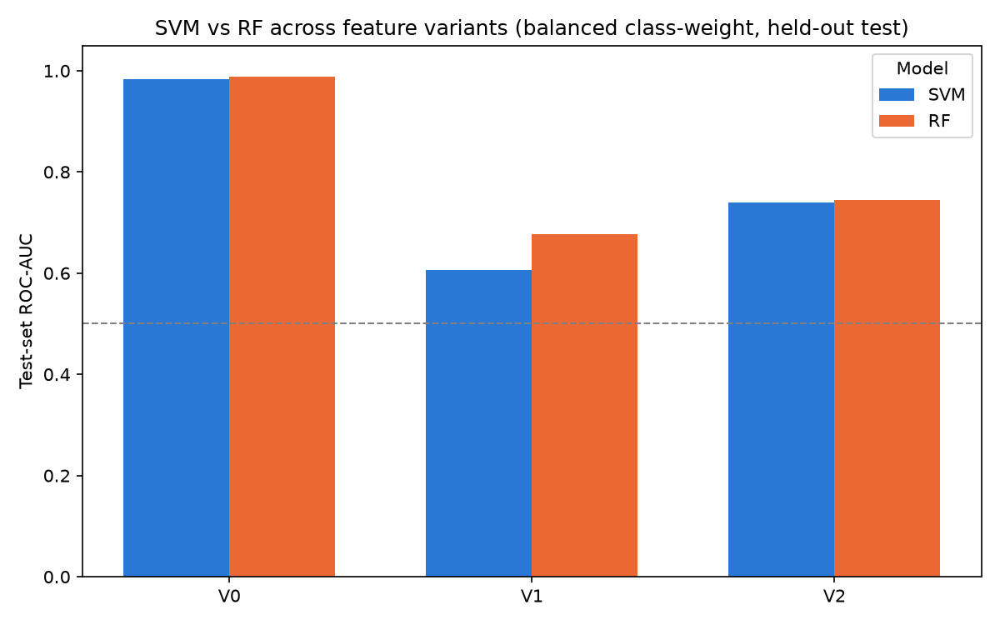 SVM vs RF across feature variants (balanced class-weight, held-out test)
Test-set ROC-AUC
1.0
0.8
0.6
0.4
0.2
0.0
Model
SVM
RF
V0
V1
V2